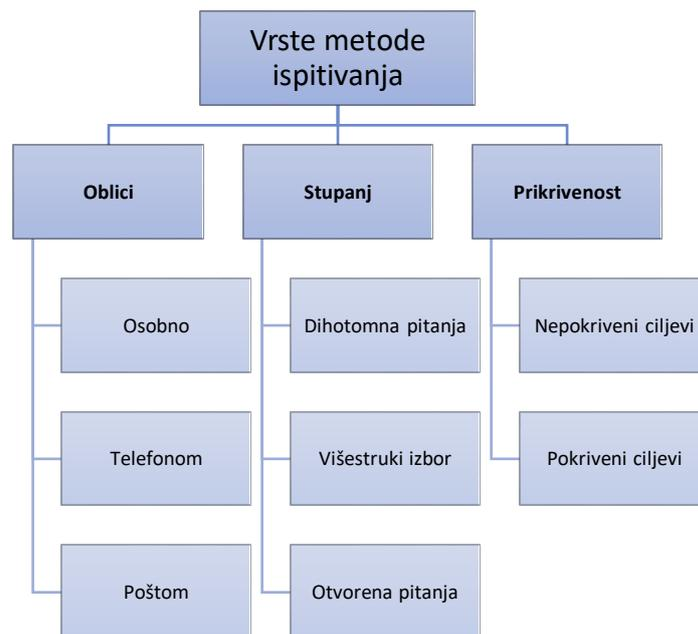 Vrste metode
ispitivanja
Oblici
Stupanj
Prikrivenost
Osobno
Dihotomna pitanja
Nepokriveni ciljevi
Telefonom
Višestruki izbor
Pokriveni ciljevi
Poštom
Otvorena pitanja